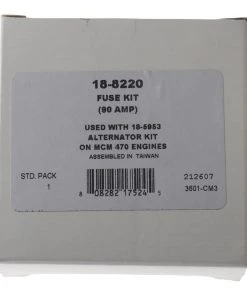 18-8220
FUSE KIT
(90 AMP)
USED WITH 18-5953
ALTERNATOR KIT
ON MCM 470 ENGINES
ASSEMBLED IN TAIWAN
STD. PACK
1
212607
8 08282 17524 5
3601-CM3